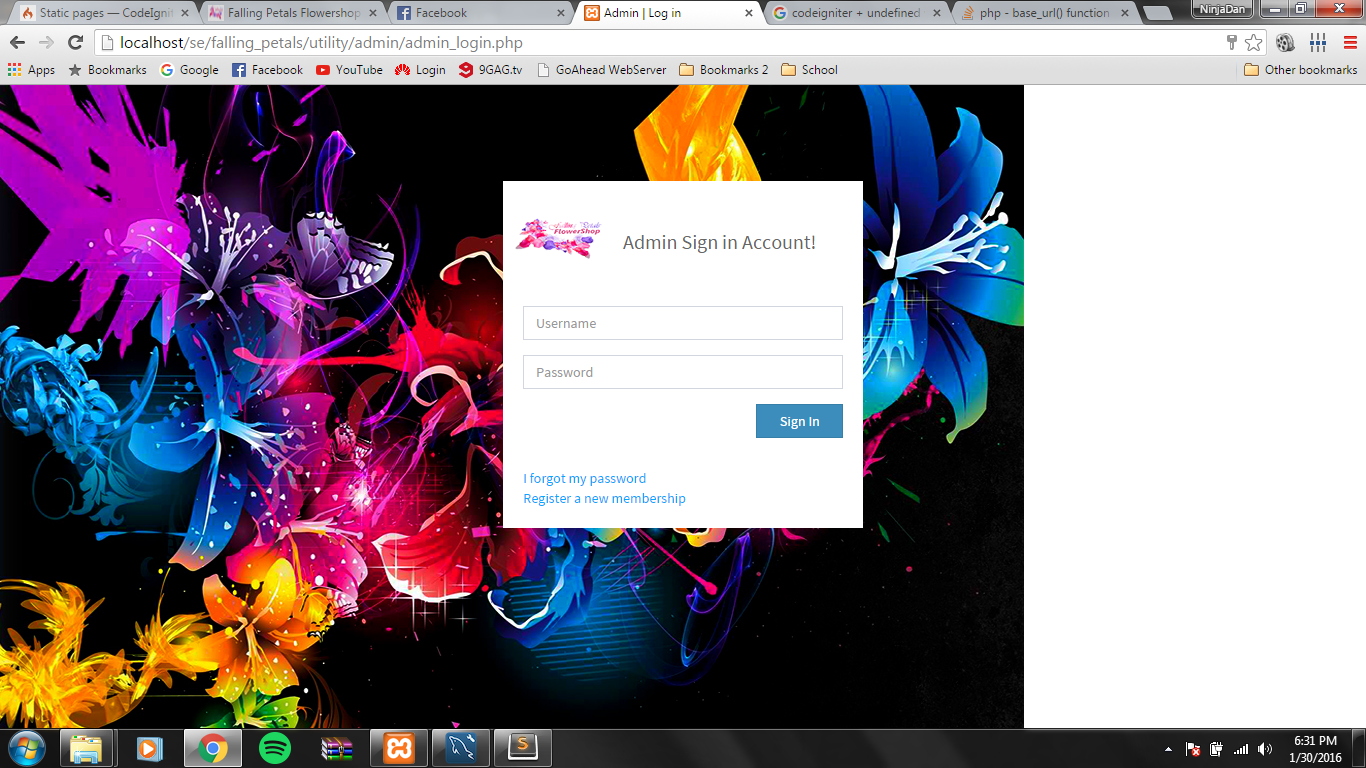 Static pages — CodeIgnit
Falling Petals Flowershop
Facebook
Admin | Log in
codeigniter + undefined
php - base_url() function
NinjaDan
localhost/se/falling_petals/utility/admin/admin_login.php
Apps
Bookmarks
Google
Facebook
YouTube
Login
9GAG.tv
GoAhead WebServer
Bookmarks 2
School
Other bookmarks
FlowerShop
Admin Sign in Account!
Username
Password
Sign In
I forgot my password
Register a new membership
6:31 PM
1/30/2016